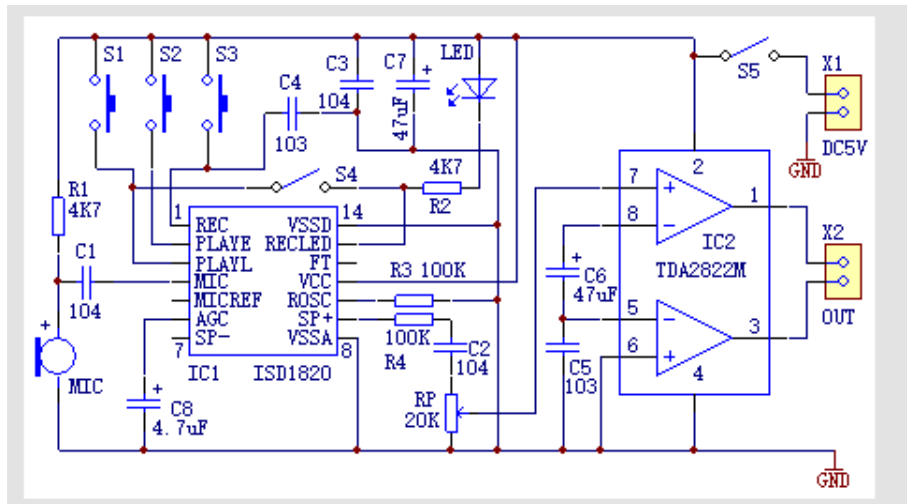 S1 S2 S3 C3 C7 LED
S5 X1
C4 104 47uF
103
DC5V
GND
S4 4K7
R2
R1
4K7
1 14
REC VSSD
PLAYE RECLED
PLAYL FT
MIC VCC
MICREF ROSC
AGC SP+
SP- VSSA
7 8
IC1 ISD1820
C1
104
MIC
+
C8
4.7uF
+
R3 100K
100K
R4
C2
104
RP
20K
+
2
7 + 1
8 -
IC2
TDA2822M
+
C6
47uF
5 -
6 + 3
4
C5
103
X2
OUT
GND